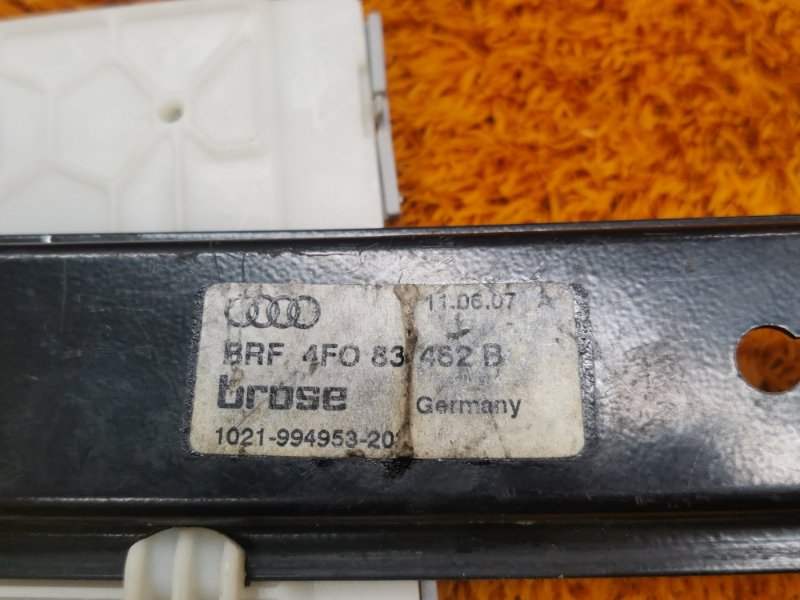 11.06.07 A
BRF 4F0 83 462 B
brose Germany
1021-994953-20